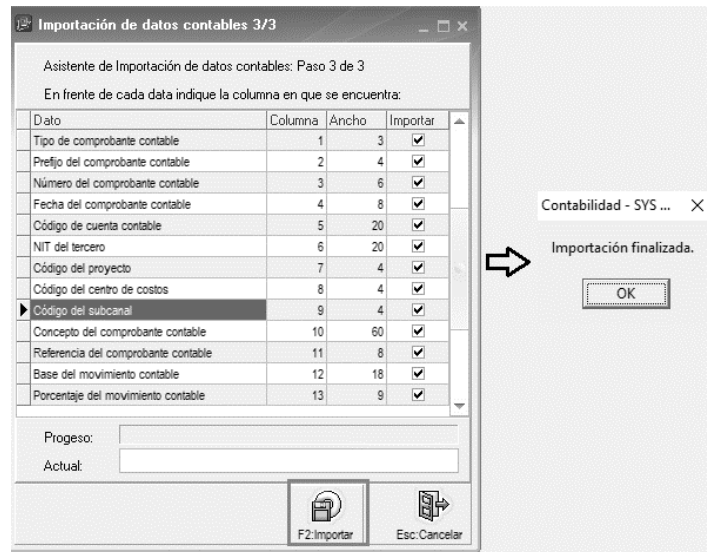 Importación de datos contables 3/3
Asistente de Importación de datos contables: Paso 3 de 3
En frente de cada data indique la columna en que se encuentra:
Dato Columna Ancho Importar
Tipo de comprobante contable 1 3
Prefijo del comprobante contable 2 4
Número del comprobante contable 3 6
Fecha del comprobante contable 4 8
Código de cuenta contable 5 20
NIT del tercero 6 20
Código del proyecto 7 4
Código del centro de costos 8 4
Código del subcanal 9 4
Concepto del comprobante contable 10 60
Referencia del comprobante contable 11 8
Base del movimiento contable 12 18
Porcentaje del movimiento contable 13 9
Progeso:
Actual:
F2:Importar Esc:Cancelar
Contabilidad - SYS ...
Importación finalizada.
OK